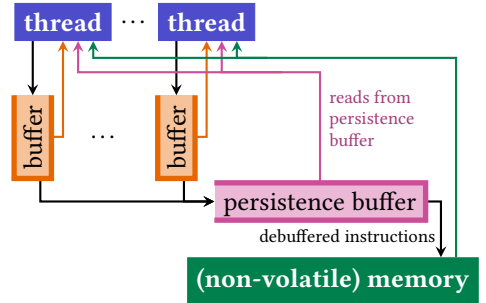 thread ... thread
buffer ... buffer
reads from
persistence
buffer
persistence buffer
debuffered instructions
(non-volatile) memory